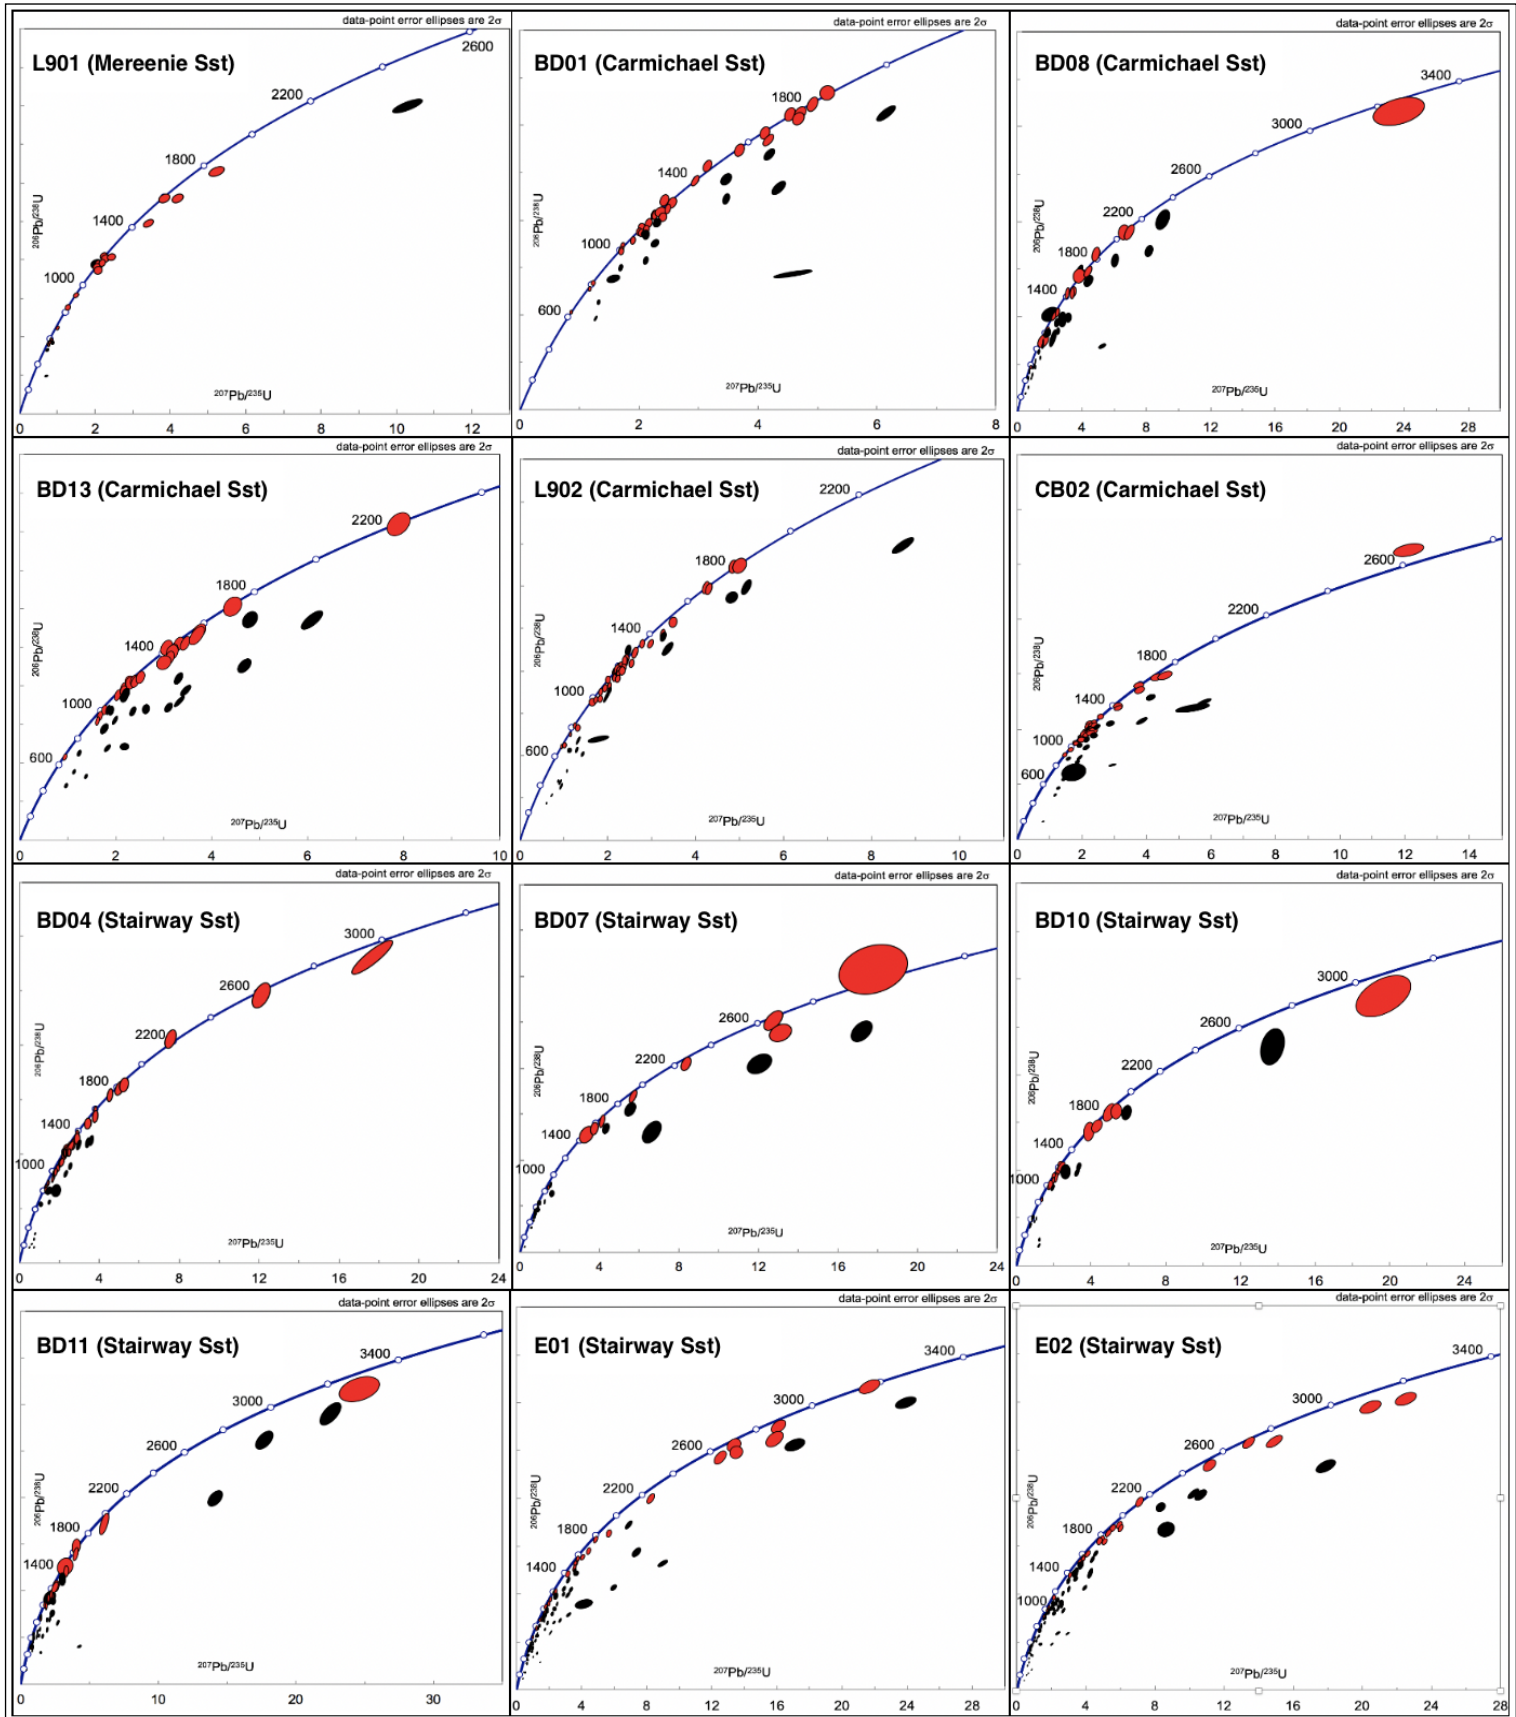 data-point error ellipses are 2σ
L901 (Mereenie Sst)
2600
2200
1800
1400
1000
206Pb/238U
207Pb/235U
0 2 4 6 8 10 12
data-point error ellipses are 2σ
BD01 (Carmichael Sst)
1800
1400
1000
600
206Pb/238U
207Pb/235U
2 4 6 8
data-point error ellipses are 2σ
BD08 (Carmichael Sst)
3400
3000
2600
2200
1800
1400
206Pb/238U
207Pb/235U
0 4 8 12 16 20 24 28
data-point error ellipses are 2σ
BD13 (Carmichael Sst)
2200
1800
1400
1000
600
206Pb/238U
207Pb/235U
0 2 4 6 8 10
data-point error ellipses are 2σ
L902 (Carmichael Sst)
2200
1800
1400
1000
600
206Pb/238U
207Pb/235U
0 2 4 6 8 10
data-point error ellipses are 2σ
CB02 (Carmichael Sst)
2600
2200
1800
1400
1000
600
206Pb/238U
207Pb/235U
0 2 4 6 8 10 12 14
data-point error ellipses are 2σ
BD04 (Stairway Sst)
3000
2600
2200
1800
1400
1000
206Pb/238U
207Pb/235U
0 4 8 12 16 20 24
data-point error ellipses are 2σ
BD07 (Stairway Sst)
2600
2200
1800
1400
1000
206Pb/238U
207Pb/235U
0 4 8 12 16 20 24
data-point error ellipses are 2σ
BD10 (Stairway Sst)
3000
2600
2200
1800
1400
1000
206Pb/238U
207Pb/235U
0 4 8 12 16 20 24
data-point error ellipses are 2σ
BD11 (Stairway Sst)
3400
3000
2600
2200
1800
1400
206Pb/238U
207Pb/235U
0 10 20 30
data-point error ellipses are 2σ
E01 (Stairway Sst)
3400
3000
2600
2200
1800
1400
206Pb/238U
207Pb/235U
0 4 8 12 16 20 24 28
data-point error ellipses are 2σ
E02 (Stairway Sst)
3400
3000
2600
2200
1800
1400
1000
206Pb/238U
207Pb/235U
0 4 8 12 16 20 24 28